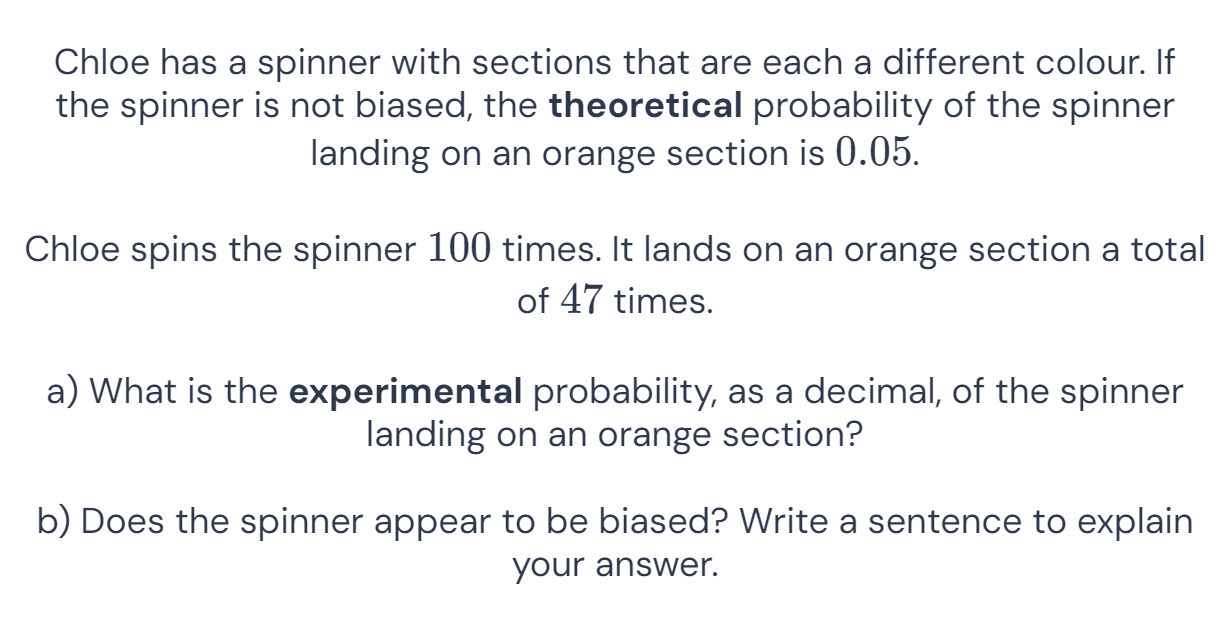 Chloe has a spinner with sections that are each a different colour. If
the spinner is not biased, the theoretical probability of the spinner
landing on an orange section is 0.05.
Chloe spins the spinner 100 times. It lands on an orange section a total
of 47 times.
a) What is the experimental probability, as a decimal, of the spinner
landing on an orange section?
b) Does the spinner appear to be biased? Write a sentence to explain
your answer.